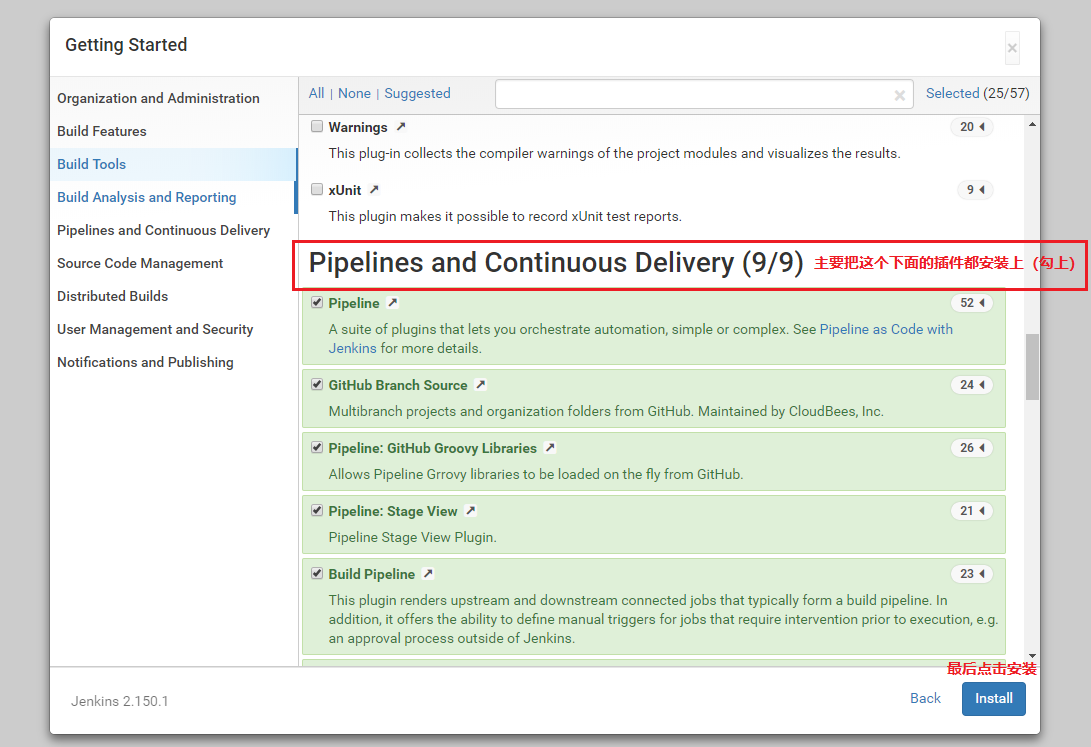 Getting Started
×
Organization and Administration
Build Features
Build Tools
Build Analysis and Reporting
Pipelines and Continuous Delivery
Source Code Management
Distributed Builds
User Management and Security
Notifications and Publishing
All | None | Suggested
×
Selected (25/57)
Warnings
20
This plug-in collects the compiler warnings of the project modules and visualizes the results.
xUnit
9
This plugin makes it possible to record xUnit test reports.
Pipelines and Continuous Delivery (9/9) 主要把这个下面的插件都安装上（勾上）
Pipeline
52
A suite of plugins that lets you orchestrate automation, simple or complex. See Pipeline as Code with
Jenkins for more details.
GitHub Branch Source
24
Multibranch projects and organization folders from GitHub. Maintained by CloudBees, Inc.
Pipeline: GitHub Groovy Libraries
26
Allows Pipeline Grrovy libraries to be loaded on the fly from GitHub.
Pipeline: Stage View
21
Pipeline Stage View Plugin.
Build Pipeline
23
This plugin renders upstream and downstream connected jobs that typically form a build pipeline. In
addition, it offers the ability to define manual triggers for jobs that require intervention prior to execution, e.g.
an approval process outside of Jenkins.
最后点击安装
Jenkins 2.150.1
Back
Install